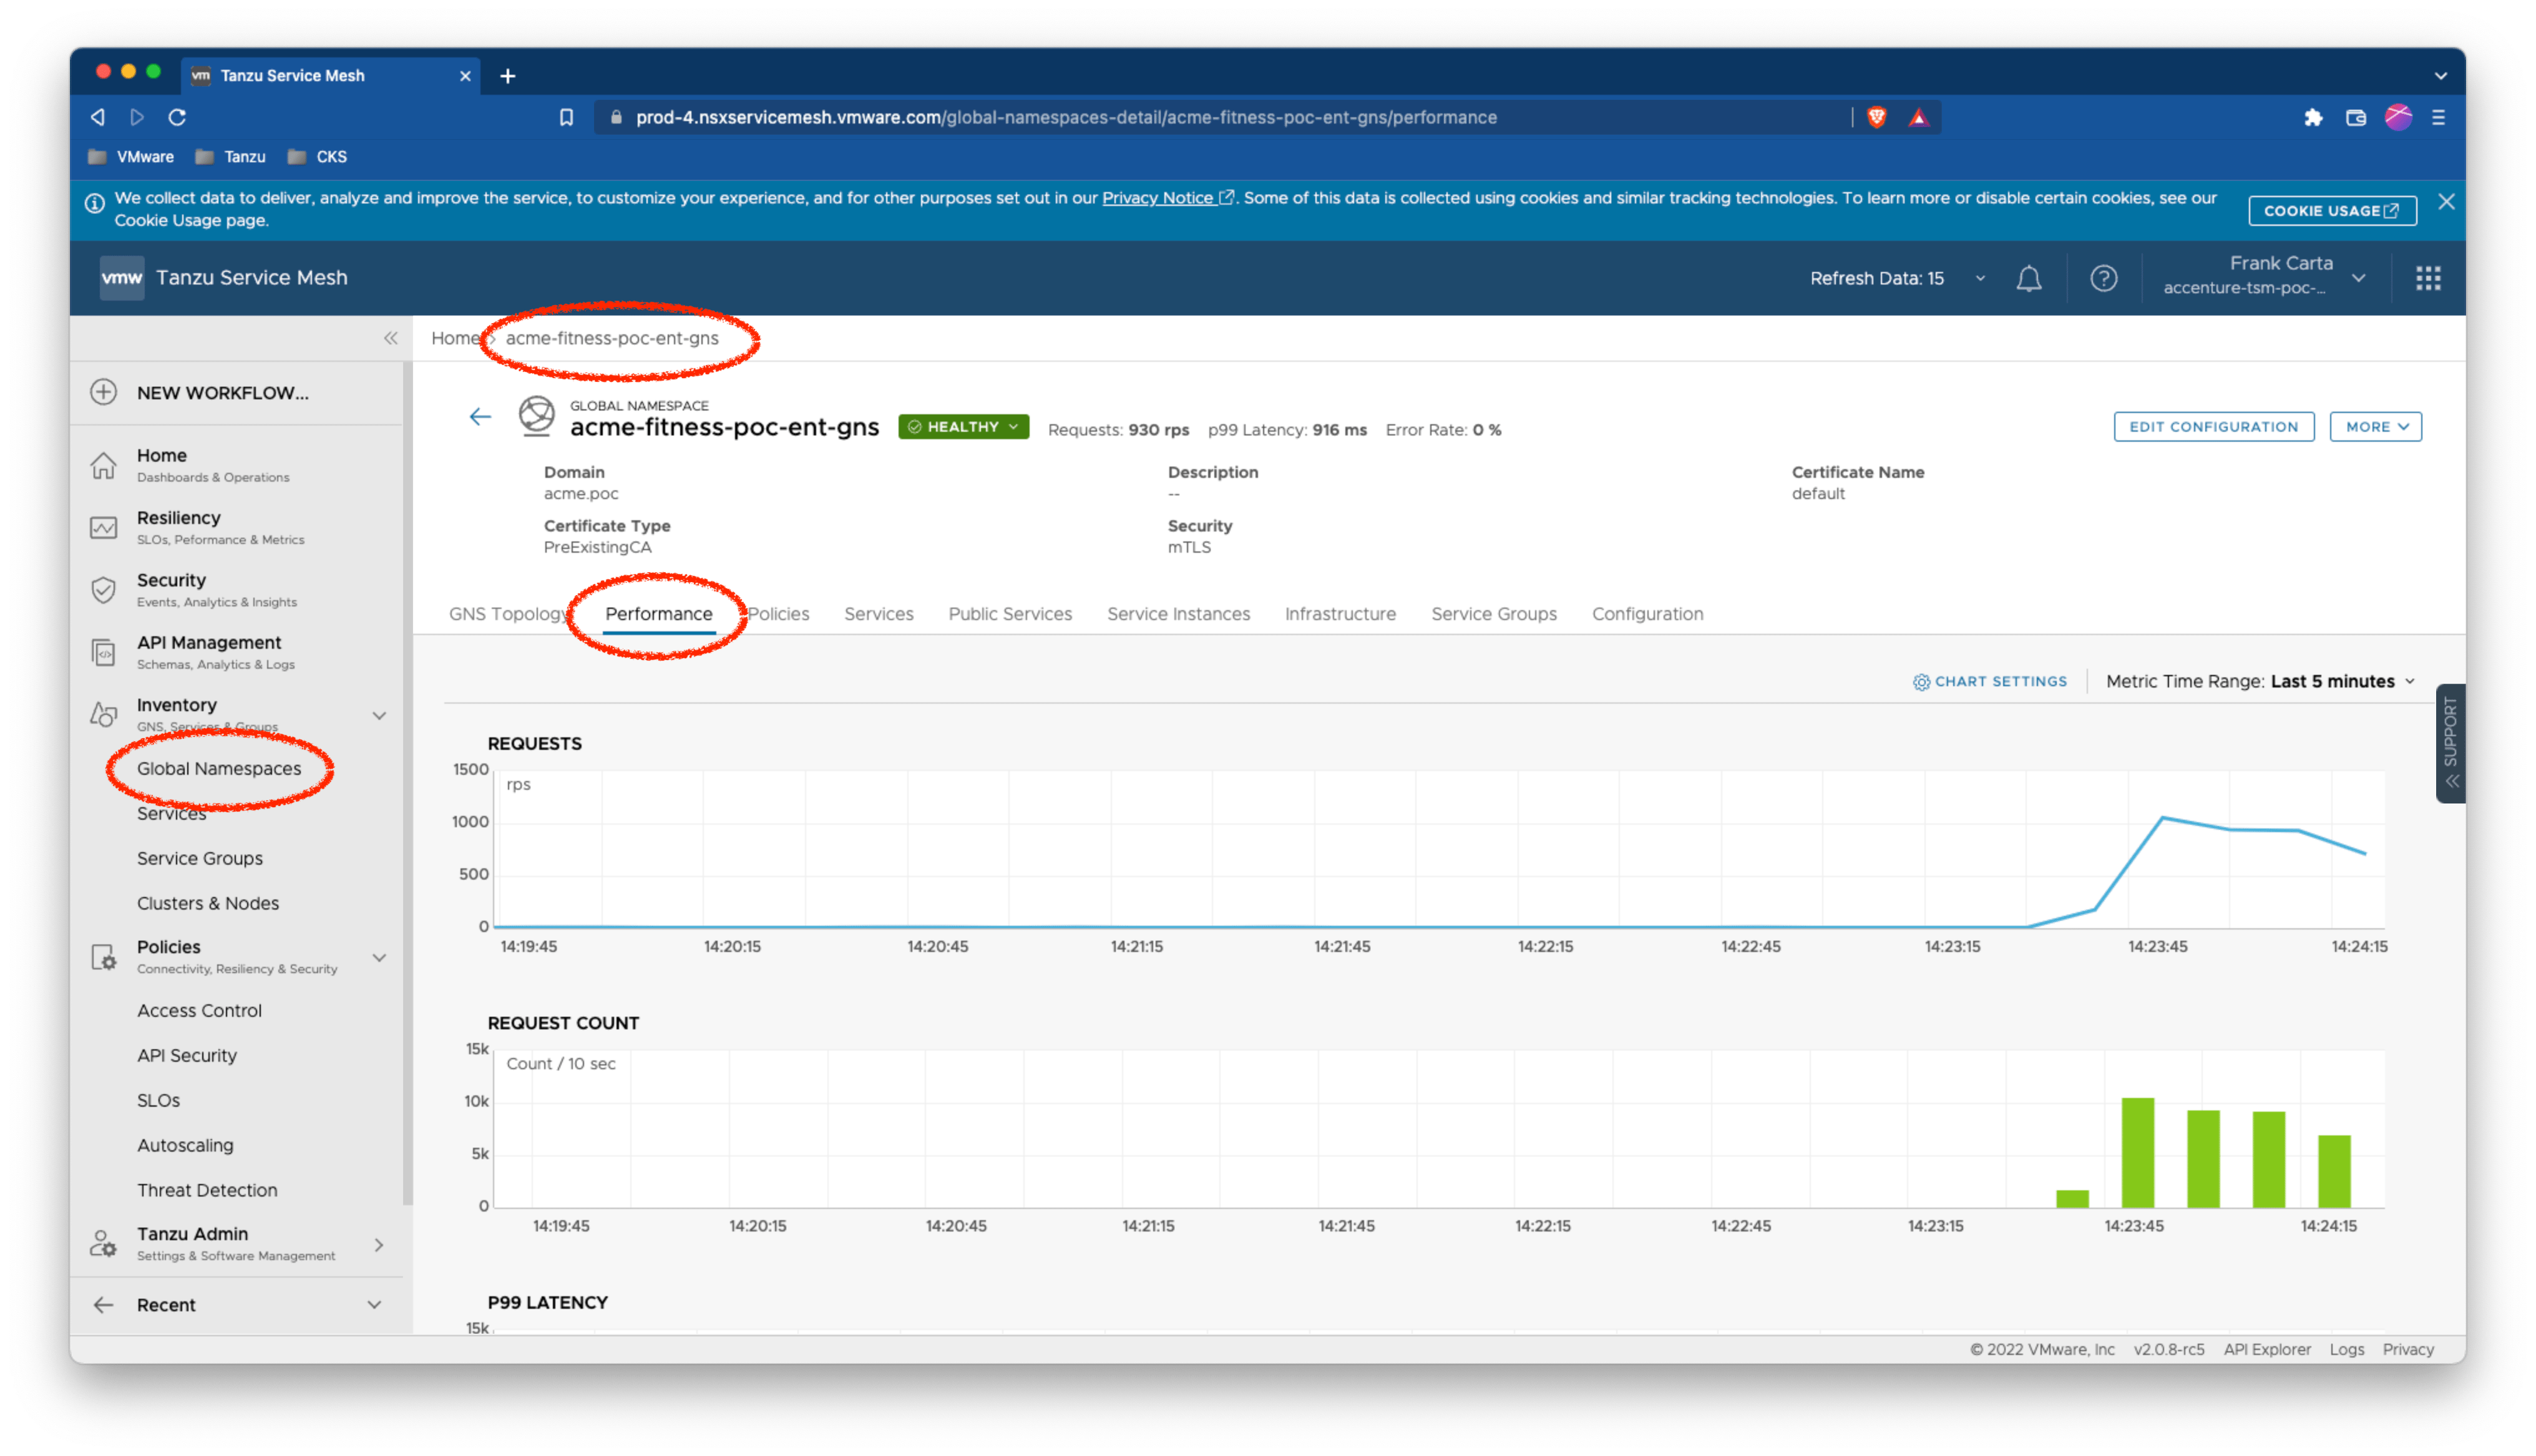 vm Tanzu Service Mesh
prod-4.nsxservicemesh.vmware.com/global-namespaces-detail/acme-fitness-poc-ent-gns/performance
VMware Tanzu CKS
We collect data to deliver, analyze and improve the service, to customize your experience, and for other purposes set out in our Privacy Notice. Some of this data is collected using cookies and similar tracking technologies. To learn more or disable certain cookies, see our
Cookie Usage page.
COOKIE USAGE
vmw Tanzu Service Mesh
Refresh Data: 15
Frank Carta
accenture-tsm-poc-...
Home > acme-fitness-poc-ent-gns
NEW WORKFLOW...
Home
Dashboards & Operations
Resiliency
SLOs, Peformance & Metrics
Security
Events, Analytics & Insights
API Management
Schemas, Analytics & Logs
Inventory
GNS, Services & Groups
Global Namespaces
Services
Service Groups
Clusters & Nodes
Policies
Connectivity, Resiliency & Security
Access Control
API Security
SLOs
Autoscaling
Threat Detection
Tanzu Admin
Settings & Software Management
Recent
GLOBAL NAMESPACE
acme-fitness-poc-ent-gns
HEALTHY
Requests: 930 rps p99 Latency: 916 ms Error Rate: 0 %
EDIT CONFIGURATION
MORE
Domain
acme.poc
Description
--
Certificate Name
default
Certificate Type
PreExistingCA
Security
mTLS
GNS Topology Performance Policies Services Public Services Service Instances Infrastructure Service Groups Configuration
CHART SETTINGS
Metric Time Range: Last 5 minutes
SUPPORT
REQUESTS
rps
1500
1000
500
0
14:19:45 14:20:15 14:20:45 14:21:15 14:21:45 14:22:15 14:22:45 14:23:15 14:23:45 14:24:15
REQUEST COUNT
Count / 10 sec
15k
10k
5k
0
14:19:45 14:20:15 14:20:45 14:21:15 14:21:45 14:22:15 14:22:45 14:23:15 14:23:45 14:24:15
P99 LATENCY
15k
© 2022 VMware, Inc v2.0.8-rc5 API Explorer Logs Privacy